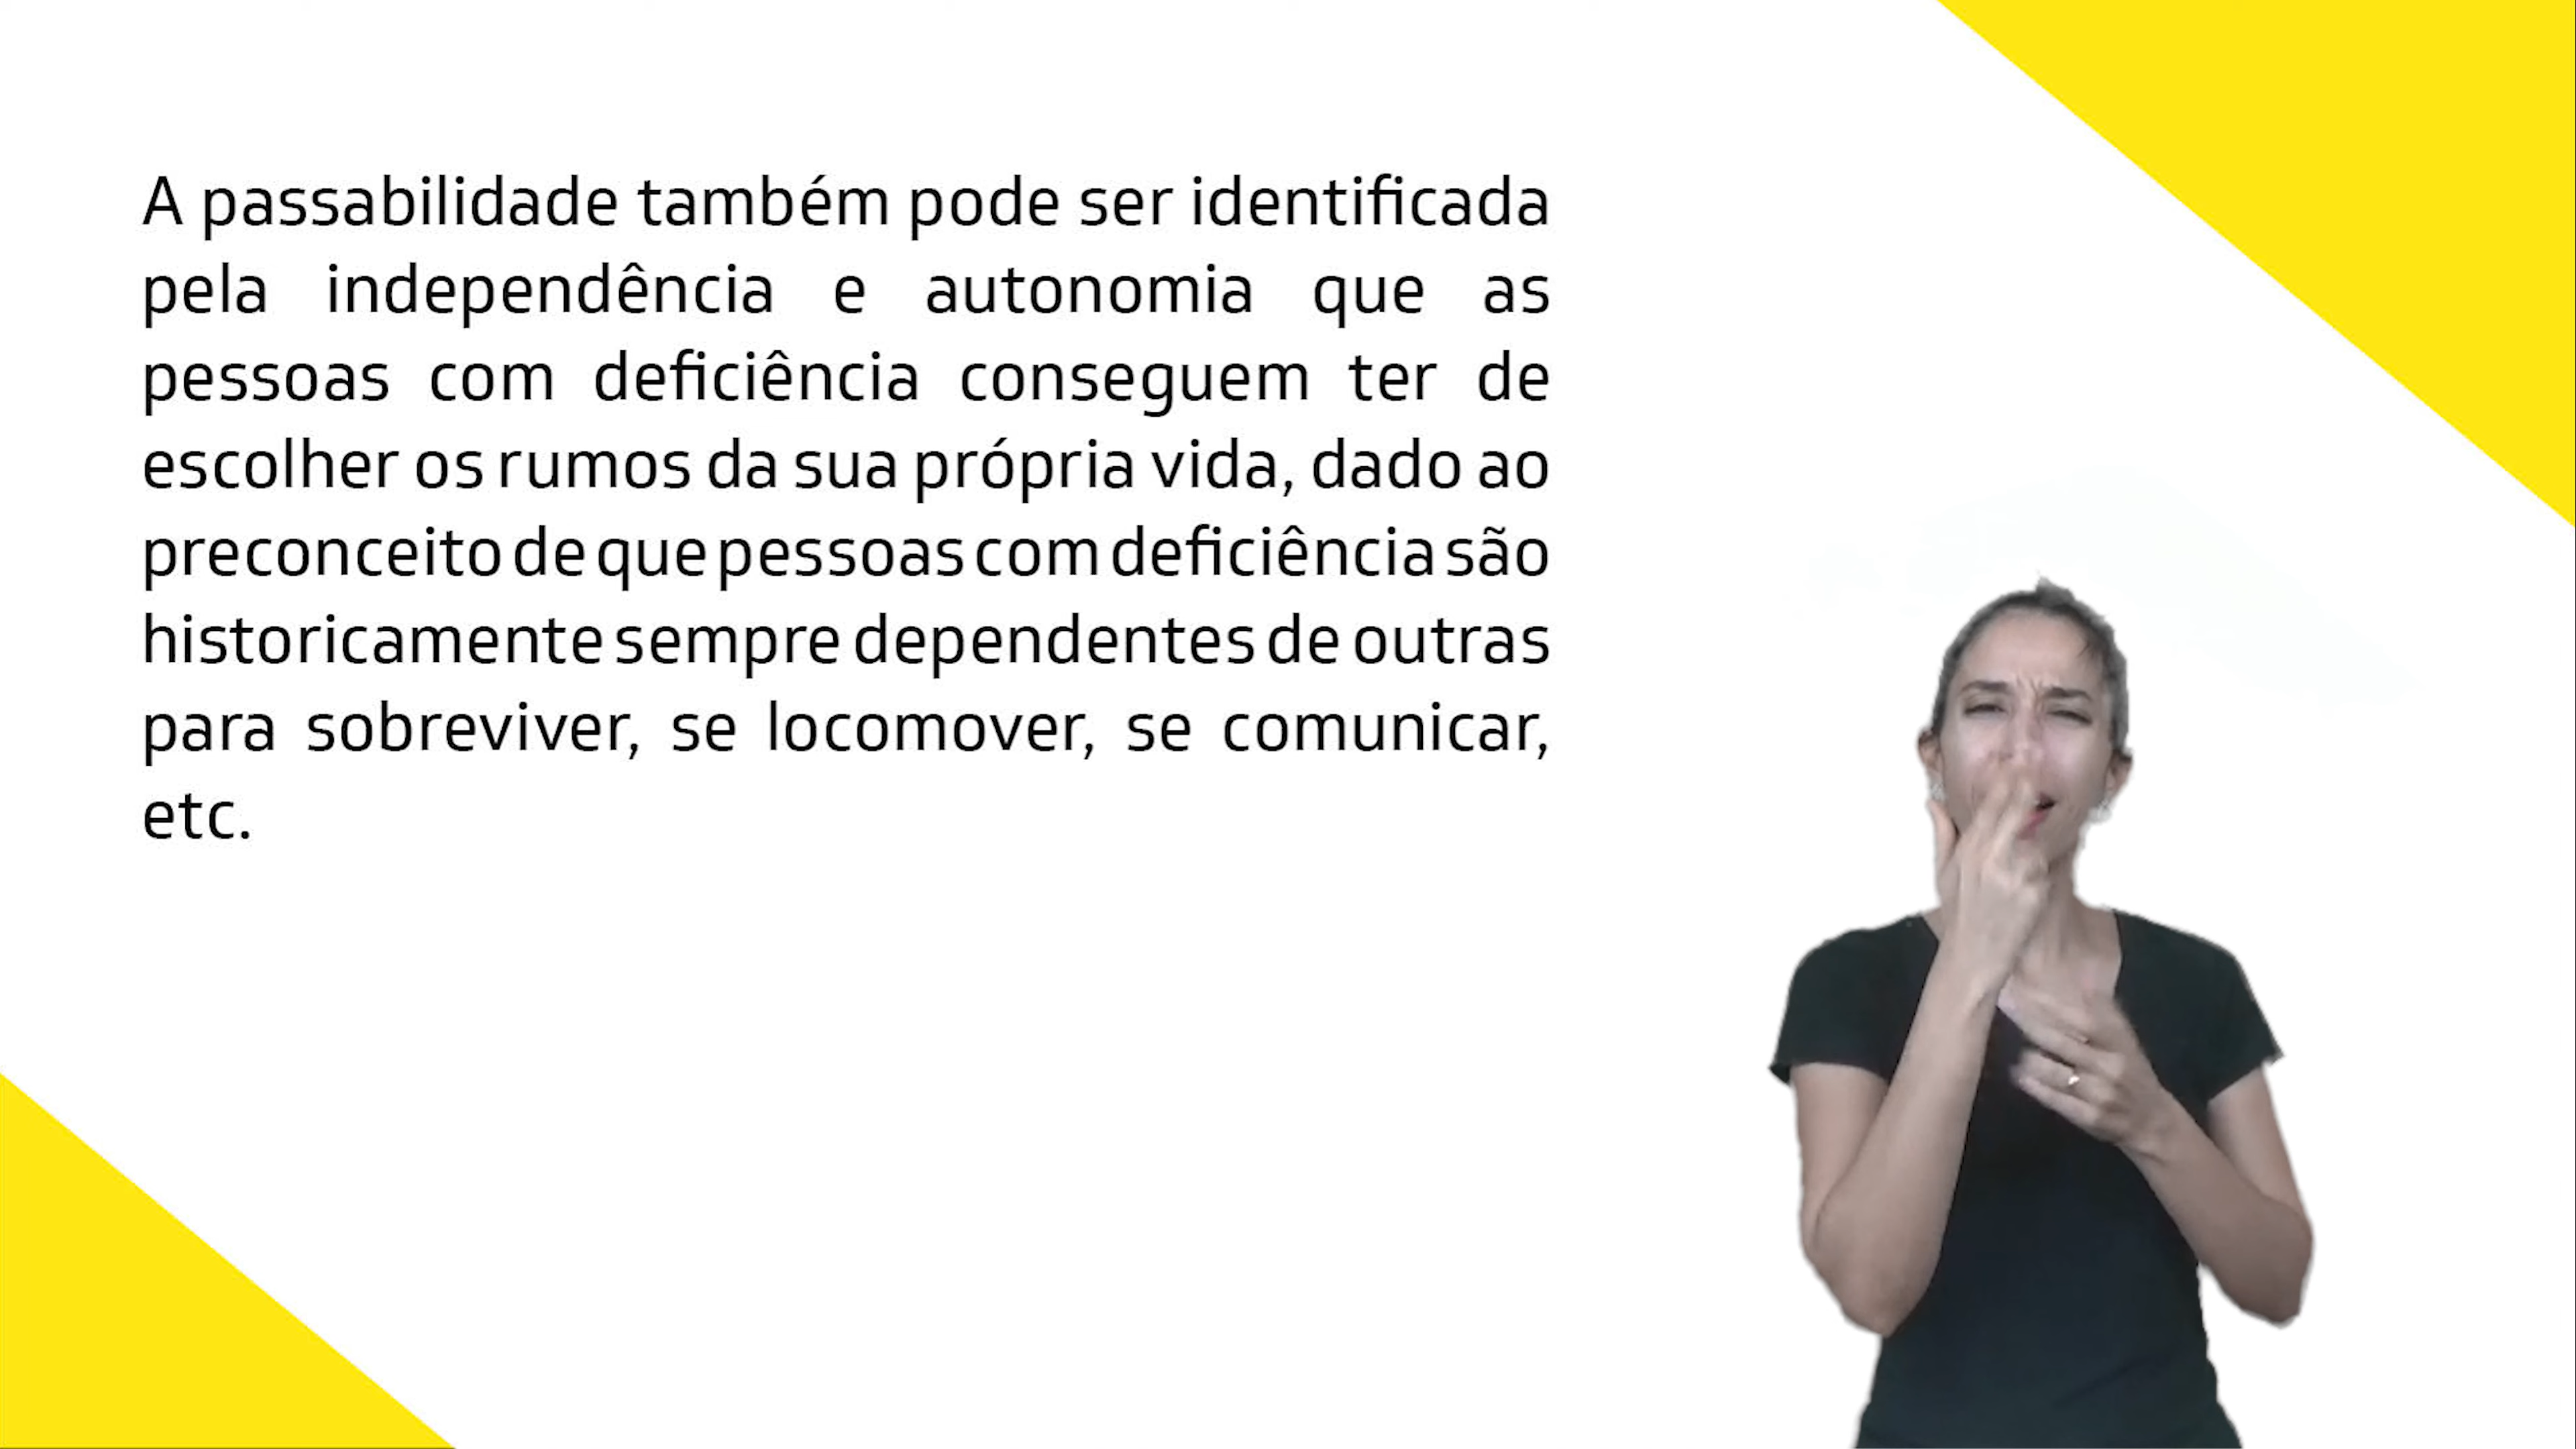 A passabilidade também pode ser identificada
pela independência e autonomia que as
pessoas com deficiência conseguem ter de
escolher os rumos da sua própria vida, dado ao
preconceito de que pessoas com deficiência são
historicamente sempre dependentes de outras
para sobreviver, se locomover, se comunicar,
etc.